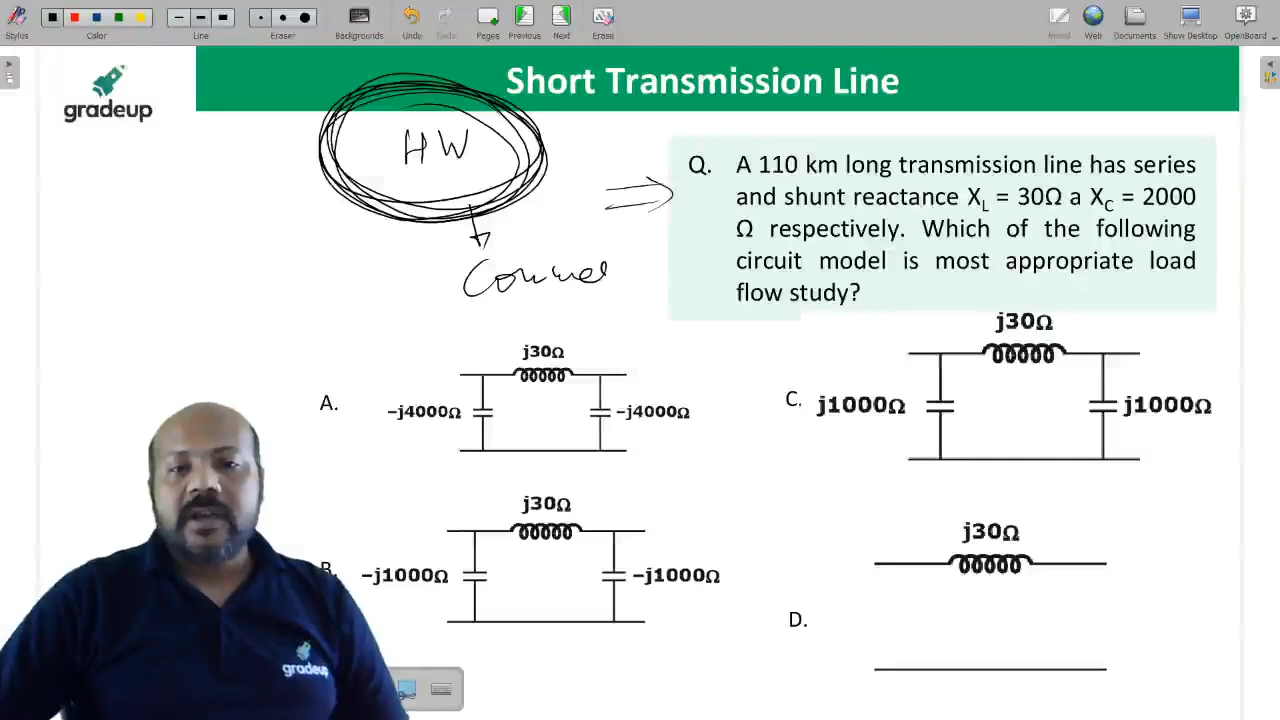 Stylus
Color
Line
Eraser
Backgrounds
Undo
Redo
Pages
Previous
Next
Erase
Web
Documents
Show Desktop
OpenBoard
gradeup
Short Transmission Line
HW
Q. A 110 km long transmission line has series
and shunt reactance XL = 30Ω a XC = 2000
Ω respectively. Which of the following
circuit model is most appropriate load
flow study?
A.
j30Ω
-j4000Ω
-j4000Ω
B.
j30Ω
-j1000Ω
-j1000Ω
C.
j30Ω
j1000Ω
j1000Ω
D.
j30Ω
gradeup